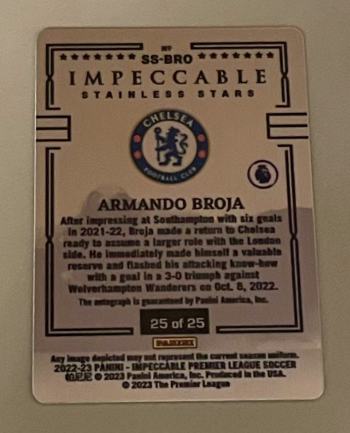 Nº
SS-BRO
IMPECCABLE
STAINLESS STARS
CHELSEA
FOOTBALL CLUB
ARMANDO BROJA
After impressing at Southampton with six goals
in 2021-22, Broja made a return to Chelsea
ready to assume a larger role with the London
side. He immediately made himself a valuable
reserve and flashed his attacking know-how
with a goal in a 3-0 triumph against
Wolverhampton Wanderers on Oct. 8, 2022.
The autograph is guaranteed by Panini America, Inc.
25 of 25
PANINI
Any image depicted may not represent the current season uniform.
2022-23 PANINI - IMPECCABLE PREMIER LEAGUE SOCCER
帕尼尼 © 2023 Panini America, Inc. Produced in the USA.
© 2023 The Premier League